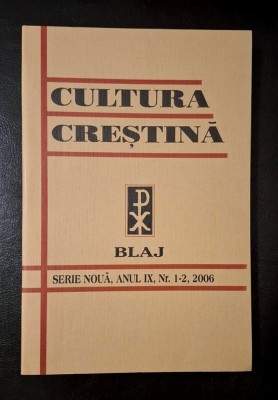 CULTURA
CREȘTINĂ
BLAJ
SERIE NOUĂ, ANUL IX, Nr. 1-2, 2006